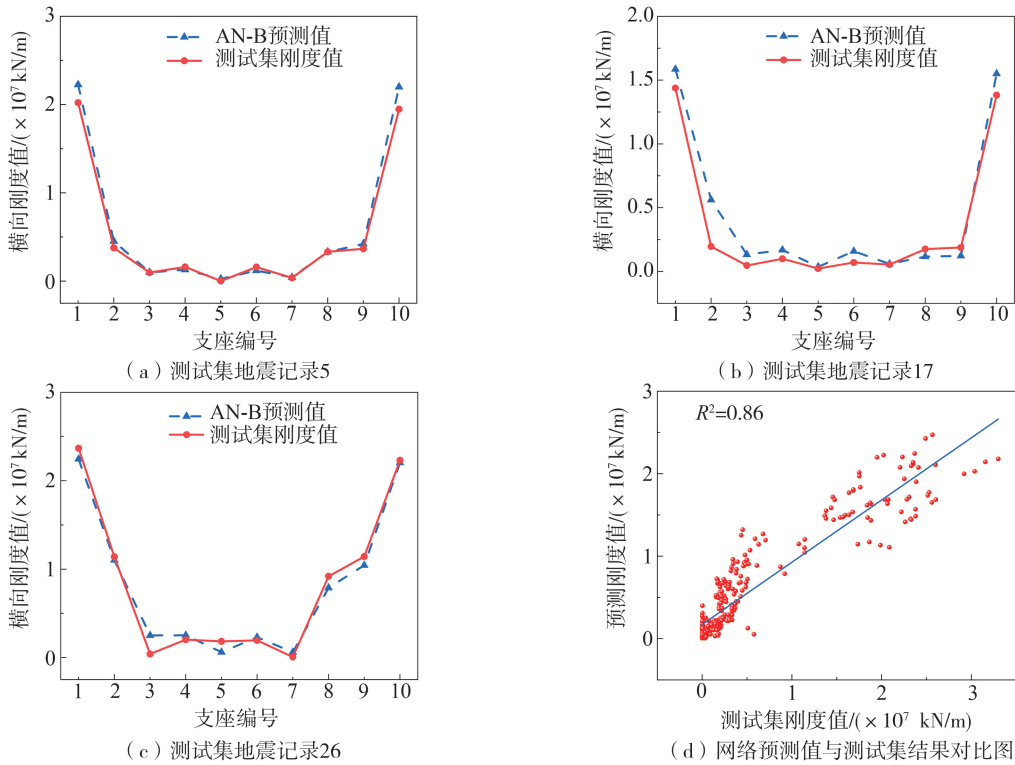 横向刚度值/(×10⁷kN/m)
3
2
1
0
AN-B预测值
测试集刚度值
1 2 3 4 5 6 7 8 9 10
支座编号
（a）测试集地震记录5
横向刚度值/(×10⁷kN/m)
2.0
1.5
1.0
0.5
0.0
AN-B预测值
测试集刚度值
1 2 3 4 5 6 7 8 9 10
支座编号
（b）测试集地震记录17
横向刚度值/(×10⁷kN/m)
3
2
1
0
AN-B预测值
测试集刚度值
1 2 3 4 5 6 7 8 9 10
支座编号
（c）测试集地震记录26
预测刚度值/(×10⁷kN/m)
3
2
1
0
R²=0.86
0 1 2 3
测试集刚度值/(×10⁷ kN/m)
（d）网络预测值与测试集结果对比图